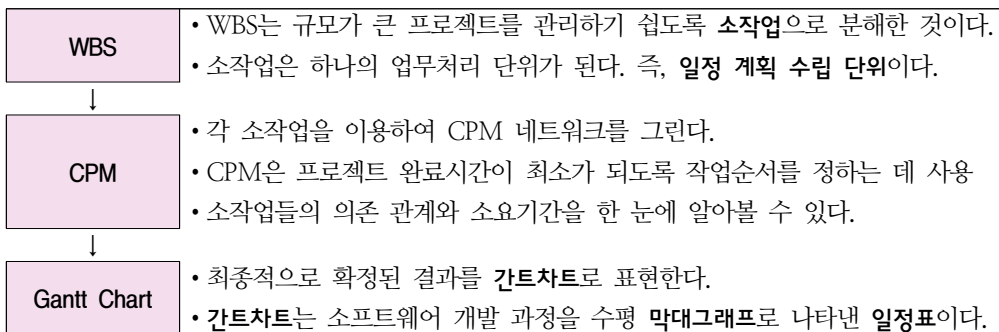 WBS
• WBS는 규모가 큰 프로젝트를 관리하기 쉽도록 소작업으로 분해한 것이다.
• 소작업은 하나의 업무처리 단위가 된다. 즉, 일정 계획 수립 단위이다.
↓
CPM
• 각 소작업을 이용하여 CPM 네트워크를 그린다.
• CPM은 프로젝트 완료시간이 최소가 되도록 작업순서를 정하는 데 사용
• 소작업들의 의존 관계와 소요기간을 한 눈에 알아볼 수 있다.
↓
Gantt Chart
• 최종적으로 확정된 결과를 간트차트로 표현한다.
• 간트차트는 소프트웨어 개발 과정을 수평 막대그래프로 나타낸 일정표이다.